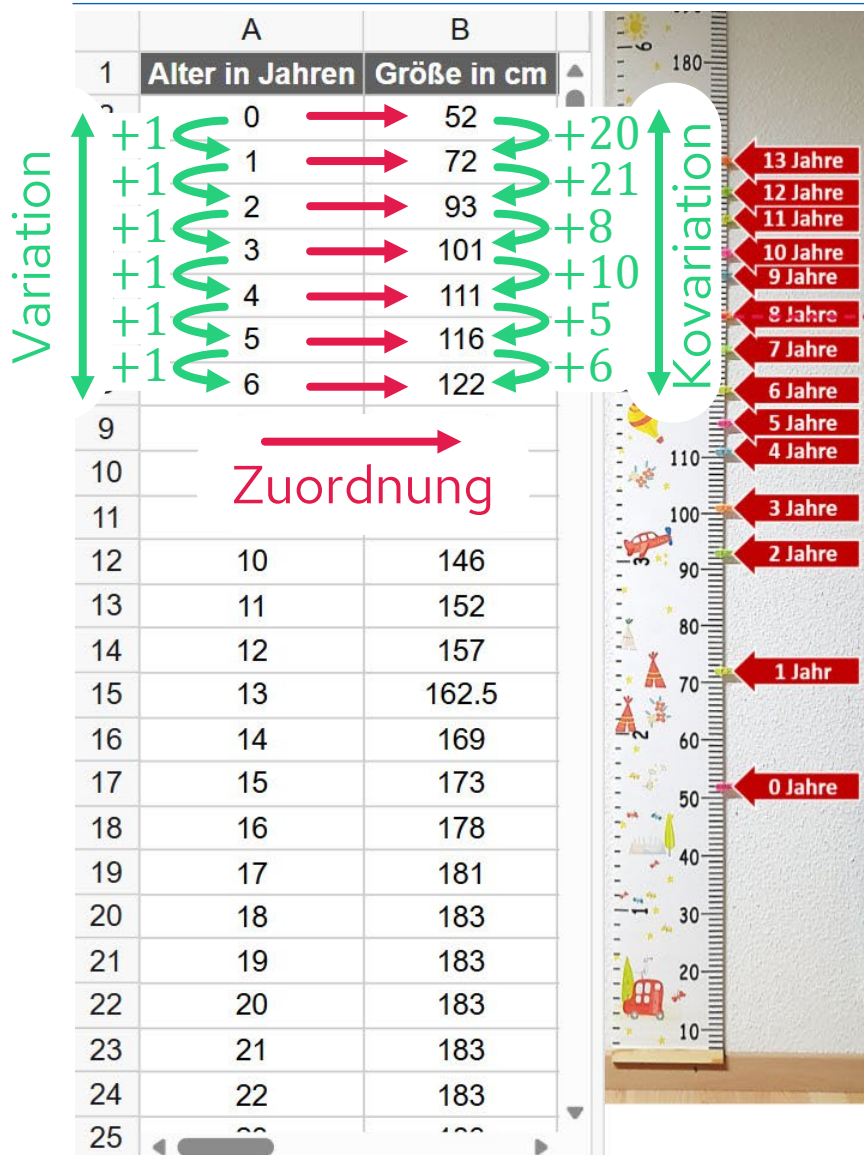 A B
1 Alter in Jahren Größe in cm
0 52
1 72
2 93
3 101
4 111
5 116
6 122
+1
+1
+1
+1
+1
+1
+20
+21
+8
+10
+5
+6
Variation
Kovariation
9
10
11
Zuordnung
12 10 146
13 11 152
14 12 157
15 13 162.5
16 14 169
17 15 173
18 16 178
19 17 181
20 18 183
21 19 183
22 20 183
23 21 183
24 22 183
25
6
180
13 Jahre
12 Jahre
11 Jahre
10 Jahre
9 Jahre
8 Jahre
7 Jahre
6 Jahre
5 Jahre
4 Jahre
110
3 Jahre
100
2 Jahre
3
90
80
1 Jahr
70
2
60
0 Jahre
50
40
1
30
20
10